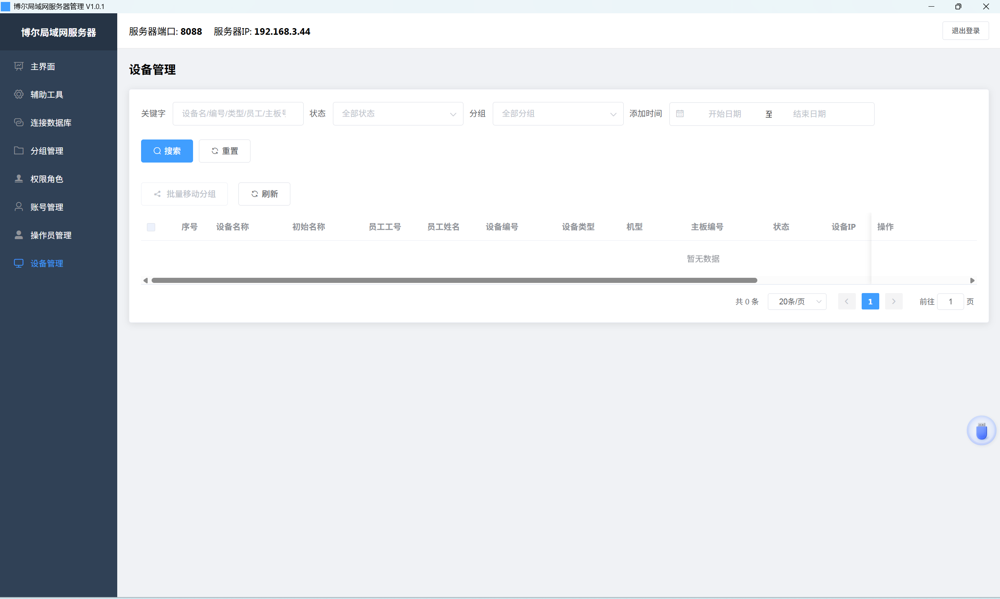 博尔局域网服务器管理 V1.0.1
博尔局域网服务器
服务器端口: 8088 服务器IP: 192.168.3.44
退出登录
主界面
辅助工具
连接数据库
分组管理
权限角色
账号管理
操作员管理
设备管理
设备管理
关键字 设备名/编号/类型/员工/主板号 状态 全部状态 分组 全部分组 添加时间 开始日期 至 结束日期
搜索 重置
批量移动分组 刷新
序号 设备名称 初始名称 员工工号 员工姓名 设备编号 设备类型 机型 主板编号 状态 设备IP 操作
暂无数据
共 0 条 20条/页 1 前往 1 页